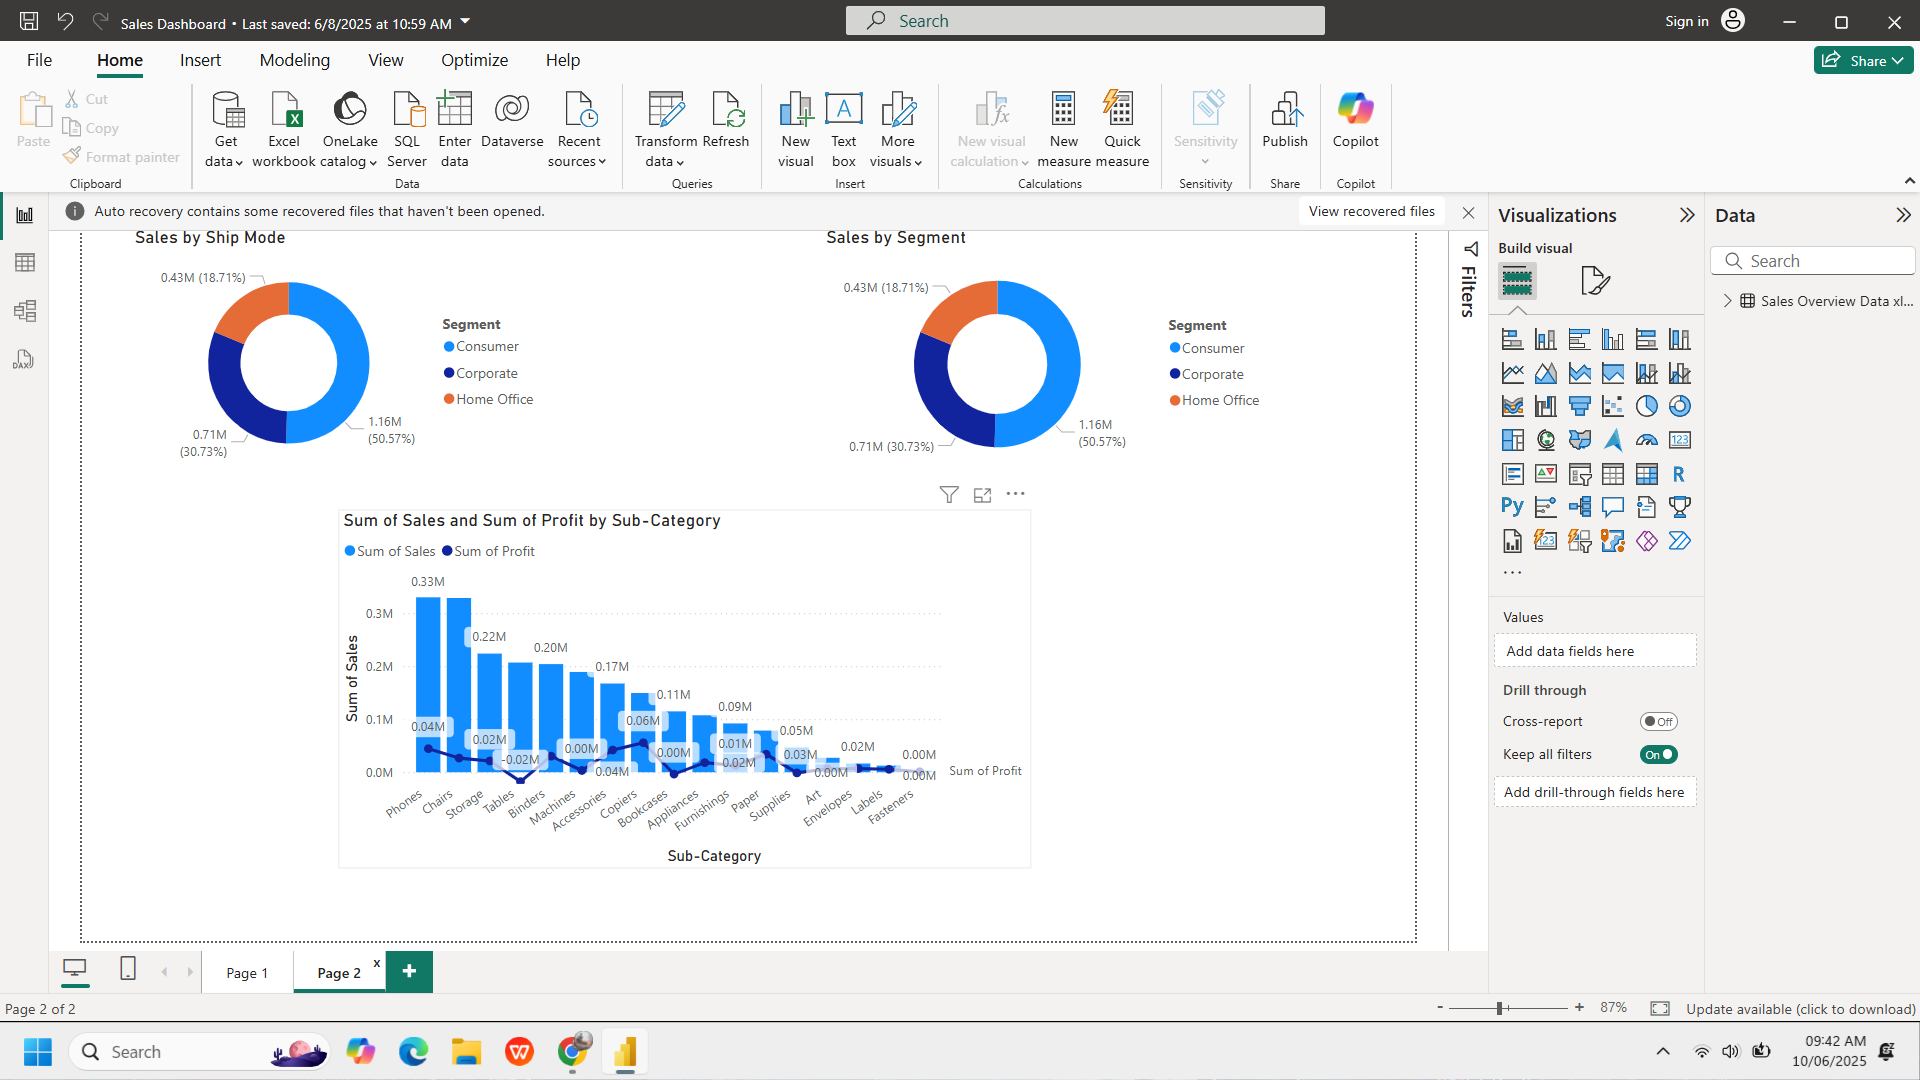 Sales Dashboard • Last saved: 6/8/2025 at 10:59 AM
Search
Sign in
File Home Insert Modeling View Optimize Help
Share
Paste
Cut
Copy
Format painter
Clipboard
Get data
Excel workbook
OneLake catalog
SQL Server
Enter data
Dataverse
Recent sources
Data
Transform data
Refresh
Queries
New visual
Text box
More visuals
Insert
New visual calculation
New measure
Quick measure
Calculations
Sensitivity
Sensitivity
Publish
Share
Copilot
Copilot
Auto recovery contains some recovered files that haven't been opened.
View recovered files
Sales by Ship Mode
0.43M (18.71%)
0.71M
(30.73%)
1.16M
(50.57%)
Segment
Consumer
Corporate
Home Office
Sales by Segment
0.43M (18.71%)
0.71M (30.73%)
1.16M
(50.57%)
Segment
Consumer
Corporate
Home Office
Sum of Sales and Sum of Profit by Sub-Category
Sum of Sales Sum of Profit
Sum of Sales
0.3M
0.2M
0.1M
0.0M
0.33M
0.22M
0.20M
0.17M
0.11M
0.09M
0.05M
0.02M
0.00M
0.04M
0.02M
-0.02M
0.00M
0.04M
0.06M
0.00M
0.01M
0.02M
0.03M
0.00M
0.00M
Sum of Profit
Phones
Chairs
Storage
Tables
Binders
Machines
Accessories
Copiers
Bookcases
Appliances
Furnishings
Paper
Supplies
Art
Envelopes
Labels
Fasteners
Sub-Category
Filters
Visualizations
Build visual
Values
Add data fields here
Drill through
Cross-report Off
Keep all filters On
Add drill-through fields here
Data
Search
Sales Overview Data xl...
DAX
123
R
Py
123
Page 1
Page 2 x
Page 2 of 2
- + 87%
Update available (click to download)
Search
09:42 AM
10/06/2025